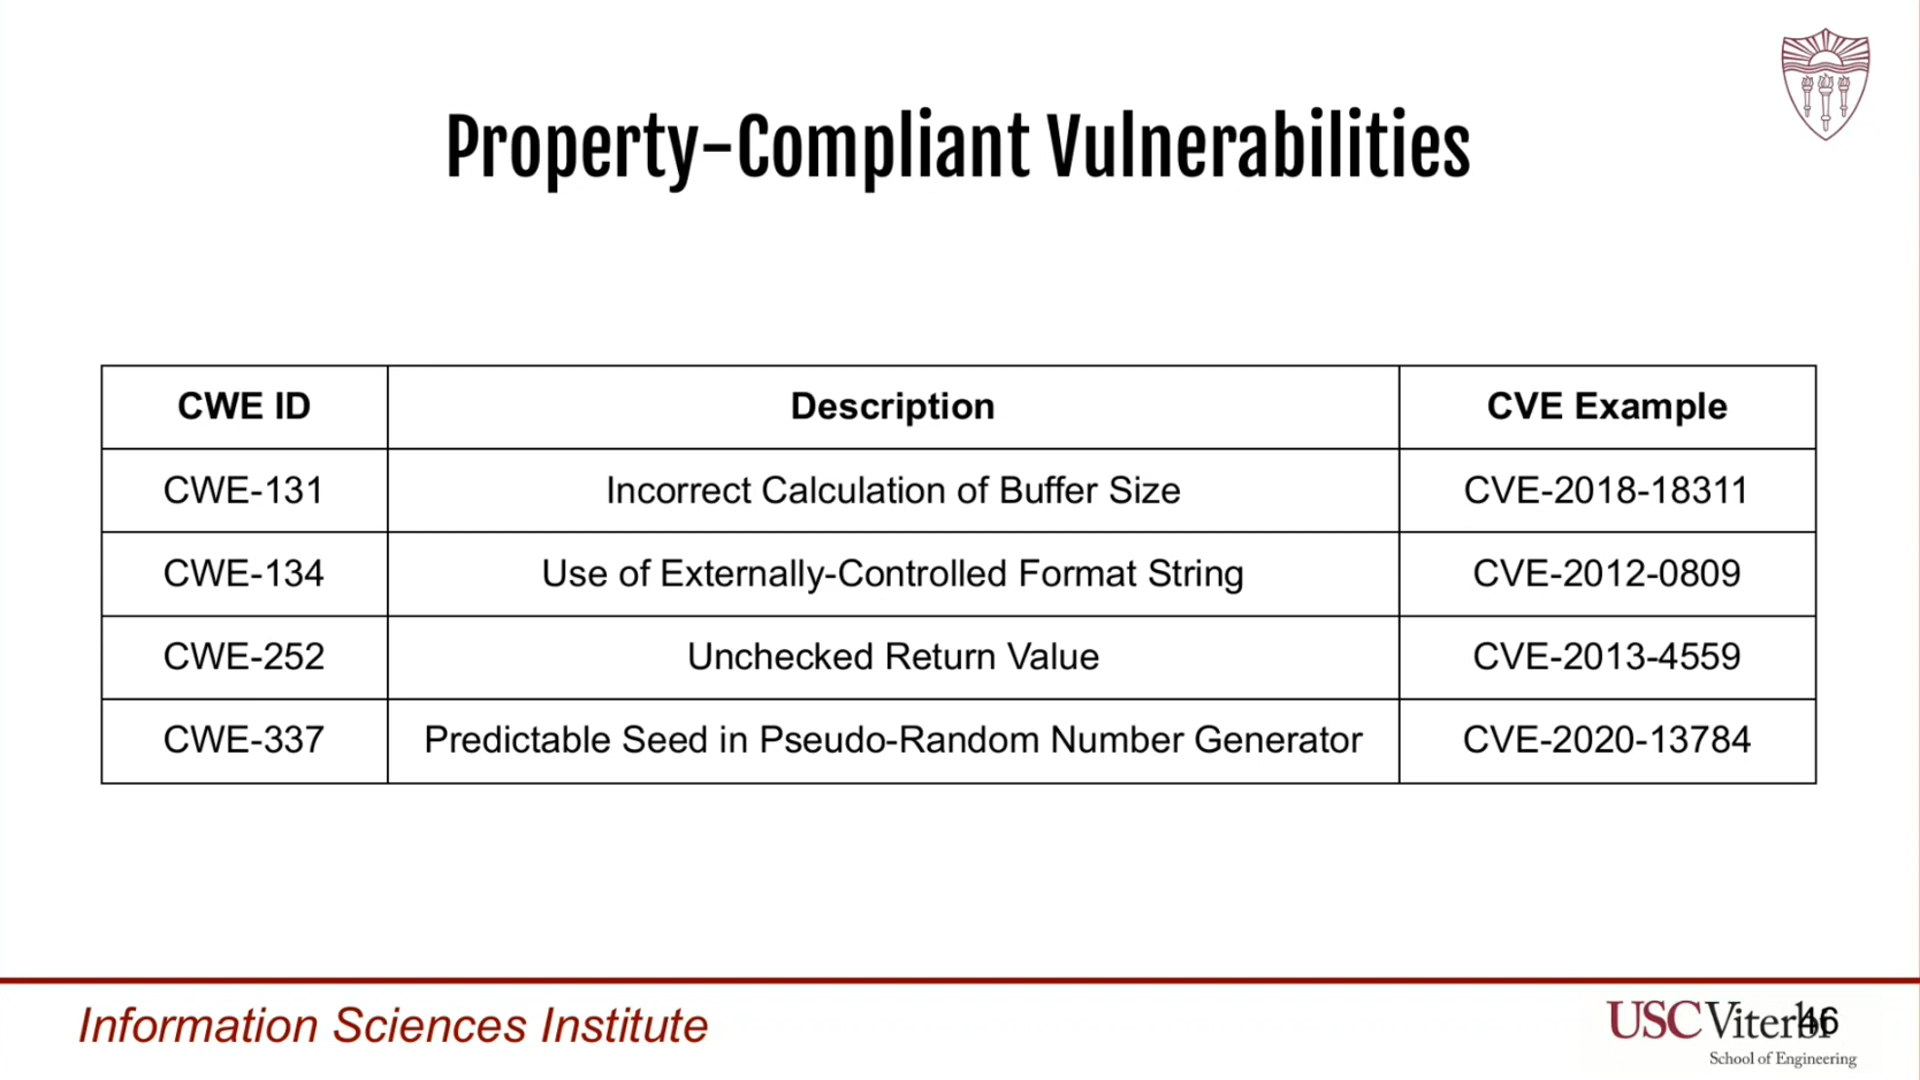 Property-Compliant Vulnerabilities
CWE ID Description CVE Example
CWE-131 Incorrect Calculation of Buffer Size CVE-2018-18311
CWE-134 Use of Externally-Controlled Format String CVE-2012-0809
CWE-252 Unchecked Return Value CVE-2013-4559
CWE-337 Predictable Seed in Pseudo-Random Number Generator CVE-2020-13784
Information Sciences Institute
USC Viterbi 46
School of Engineering